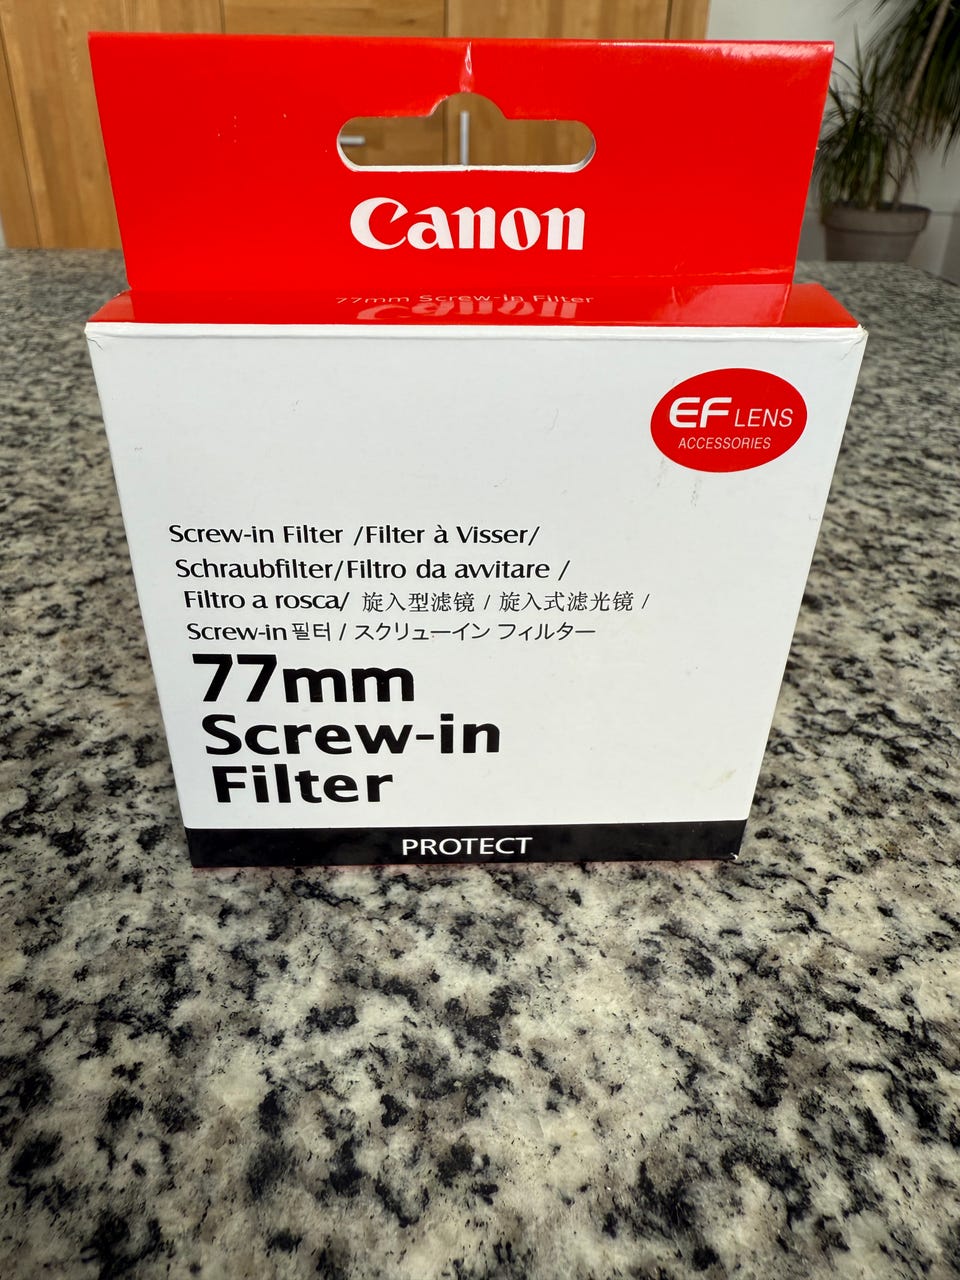 Canon
77mm Screw-in Filter
EF LENS
ACCESSORIES
Screw-in Filter /Filter à Visser/
Schraubfilter/Filtro da avvitare /
Filtro a rosca/ 旋入型滤镜 / 旋入式滤光镜 /
Screw-in 필터 / スクリューイン フィルター
77mm
Screw-in
Filter
PROTECT